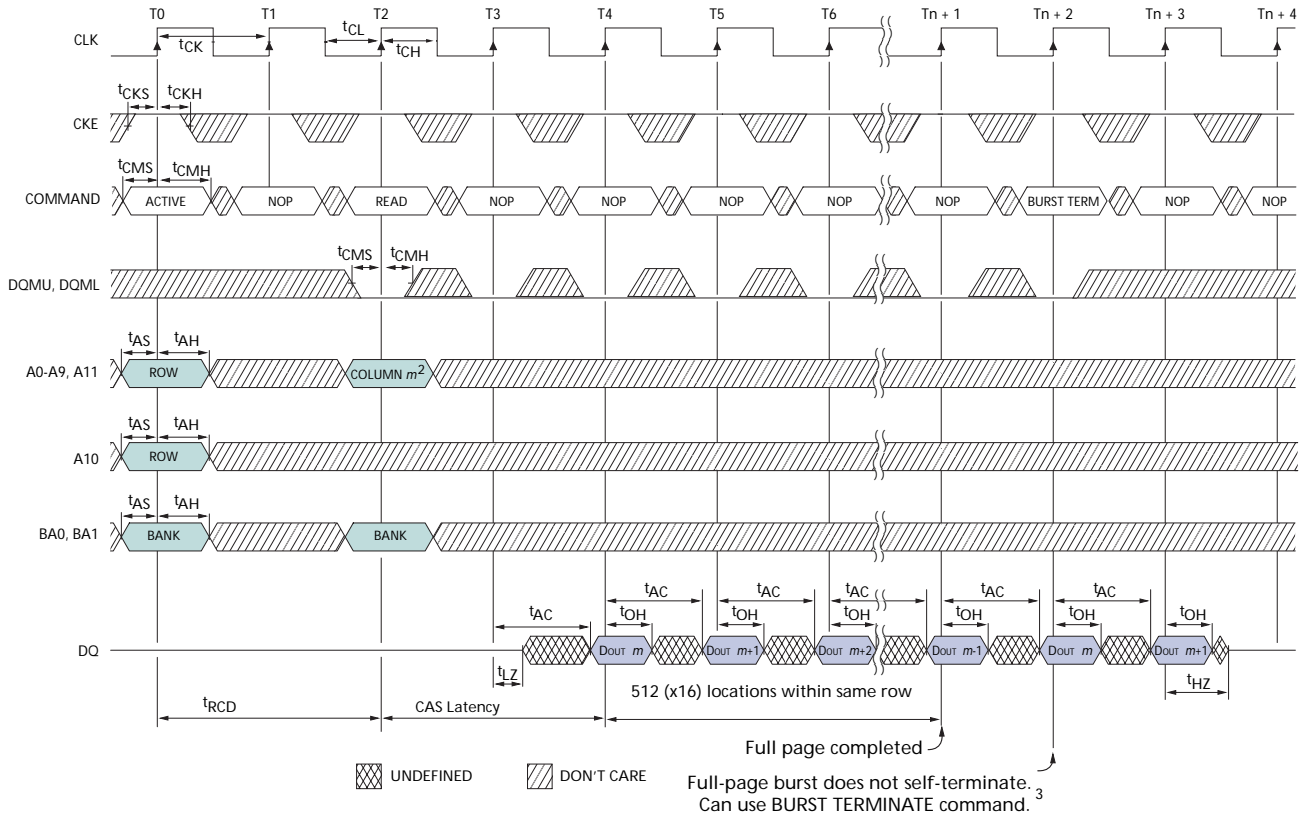 T0 T1 T2 T3 T4 T5 T6 Tn + 1 Tn + 2 Tn + 3 Tn + 4
CLK
tCK tCL tCH
tCKS tCKH
CKE
tCMS tCMH
COMMAND ACTIVE NOP READ NOP NOP NOP NOP NOP BURST TERM NOP NOP
tCMS tCMH
DQMU, DQML
tAS tAH
A0-A9, A11 ROW COLUMN m2
tAS tAH
A10 ROW
tAS tAH
BA0, BA1 BANK BANK
tAC tAC tAC tAC tAC tAC
tOH tOH tOH tOH tOH tOH
DQ DOUT m DOUT m+1 DOUT m+2 DOUT m-1 DOUT m DOUT m+1
tLZ tHZ
512 (x16) locations within same row
tRCD CAS Latency
Full page completed
UNDEFINED DON'T CARE
Full-page burst does not self-terminate.
Can use BURST TERMINATE command. 3